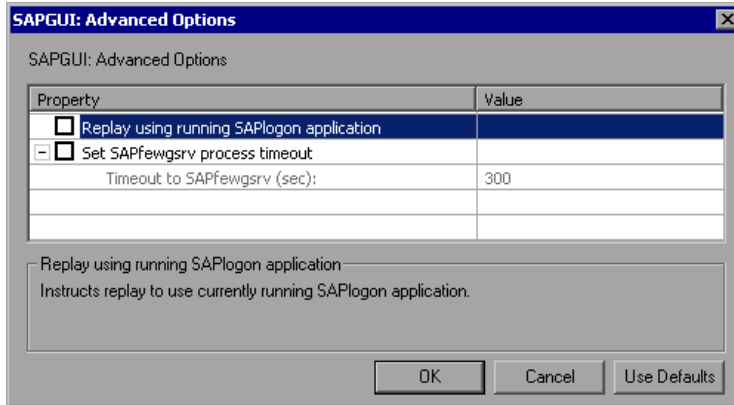 SAPGUI: Advanced Options
SAPGUI: Advanced Options
Property Value
Replay using running SAPlogon application
Set SAPfewgsrv process timeout
Timeout to SAPfewgsrv (sec): 300
Replay using running SAPlogon application
Instructs replay to use currently running SAPlogon application.
OK Cancel Use Defaults